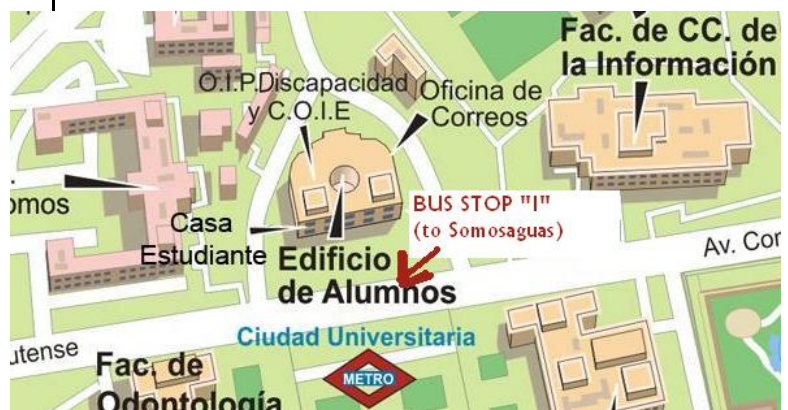 Fac. de CC. de
la Información
O.I.P.Discapacidad
y C.O.I.E
Oficina de
Correos
omos
Casa
Estudiante
BUS STOP "I"
(to Somosaguas)
Edificio
de Alumnos
Av. Cor
utense
Ciudad Universitaria
METRO
Fac. de
Odontología